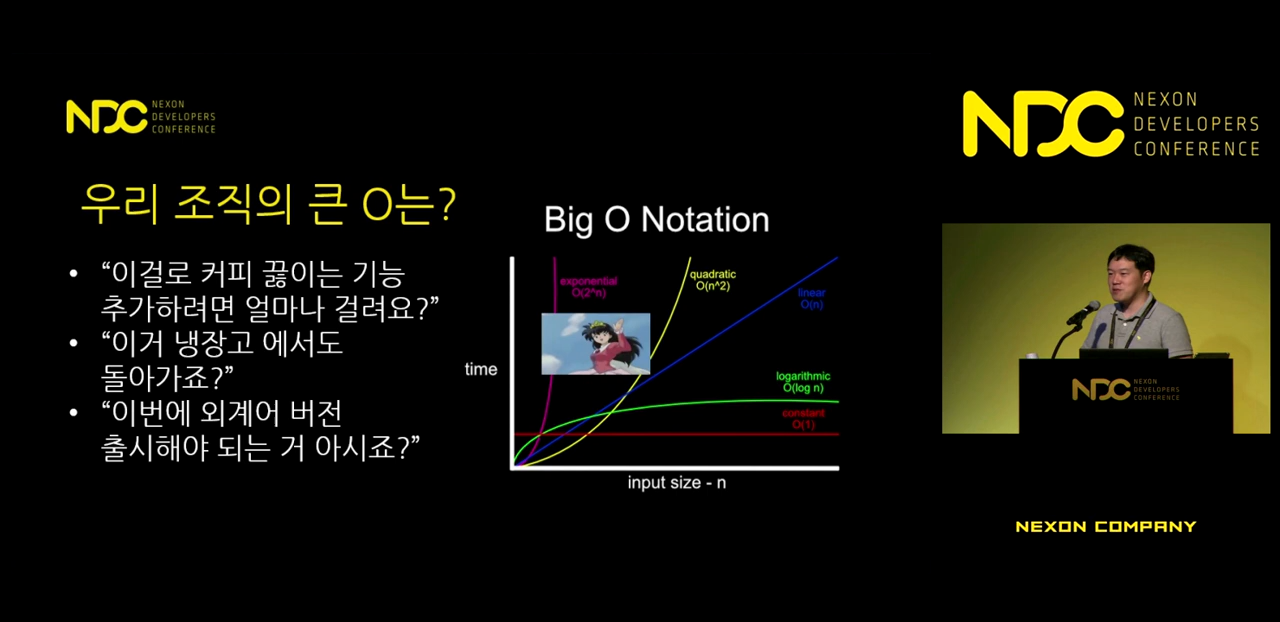 NDC NEXON
DEVELOPERS
CONFERENCE
우리 조직의 큰 O는?
• “이걸로 커피 끓이는 기능
추가하려면 얼마나 걸려요?”
• “이거 냉장고 에서도
돌아가죠?”
• “이번에 외계어 버전
출시해야 되는 거 아시죠?”
Big O Notation
exponential
O(2^n)
quadratic
O(n^2)
linear
O(n)
time
logarithmic
O(log n)
constant
O(1)
input size - n
NDC NEXON
DEVELOPERS
CONFERENCE
NDC NEXON
DEVELOPERS
CONFERENCE
NEXON COMPANY